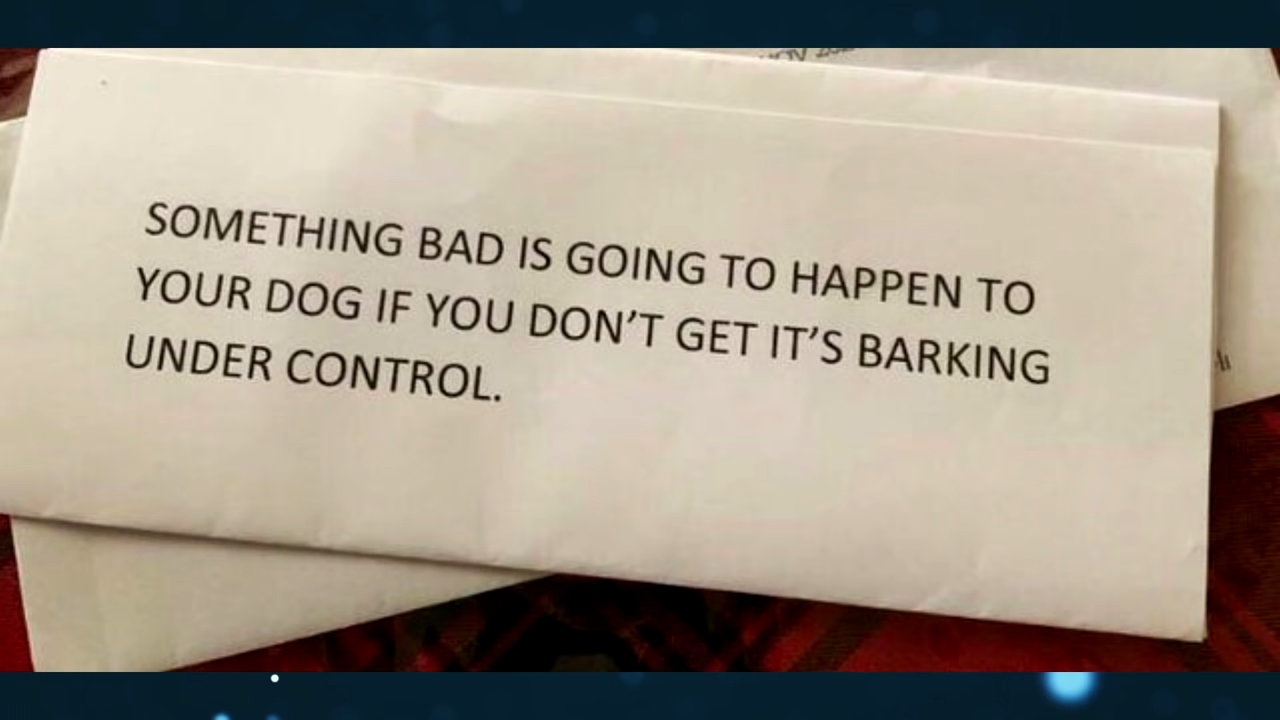 SOMETHING BAD IS GOING TO HAPPEN TO
YOUR DOG IF YOU DON'T GET IT'S BARKING
UNDER CONTROL.